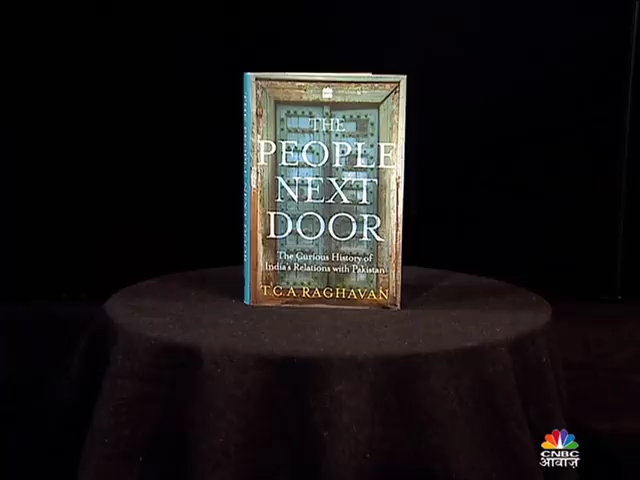 THE
PEOPLE
NEXT
DOOR
The Curious History of
India's Relations with Pakistan
T C A RAGHAVAN
CNBC
आवाज़